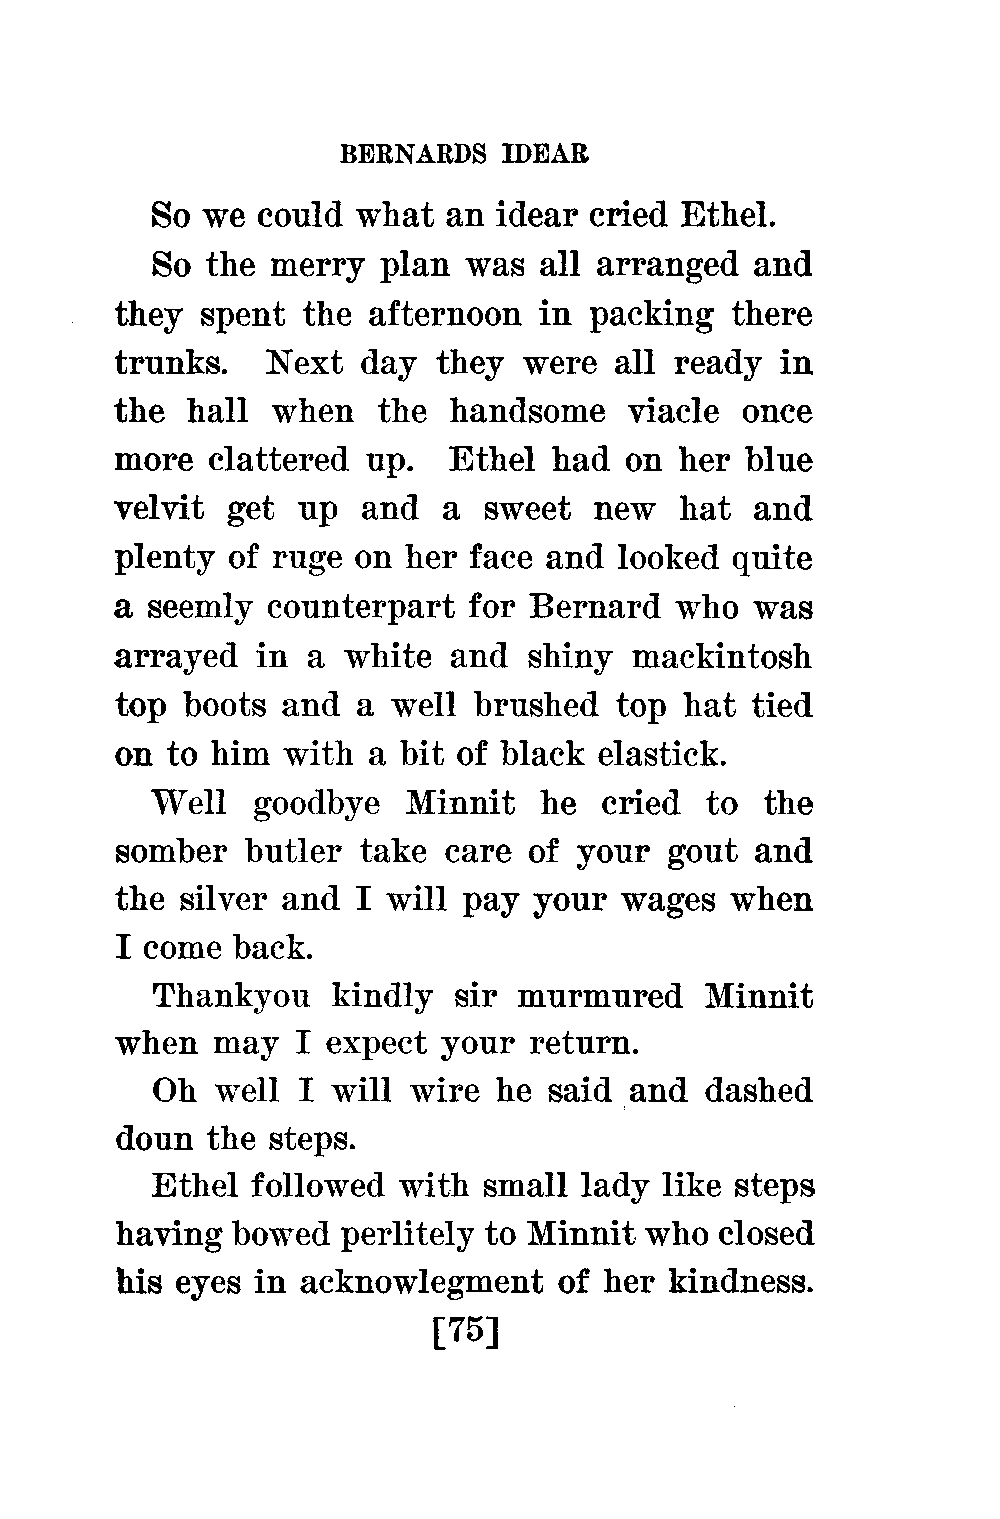 BERNARDS IDEAR
So we could what an idear cried Ethel.
So the merry plan was all arranged and
they spent the afternoon in packing there
trunks. Next day they were all ready in
the hall when the handsome viacle once
more clattered up. Ethel had on her blue
velvit get up and a sweet new hat and
plenty of ruge on her face and looked quite
a seemly counterpart for Bernard who was
arrayed in a white and shiny mackintosh
top boots and a well brushed top hat tied
on to him with a bit of black elastick.
Well goodbye Minnit he cried to the
somber butler take care of your gout and
the silver and I will pay your wages when
I come back.
Thankyou kindly sir murmured Minnit
when may I expect your return.
Oh well I will wire he said and dashed
doun the steps.
Ethel followed with small lady like steps
having bowed perlitely to Minnit who closed
his eyes in acknowlegment of her kindness.
[75]